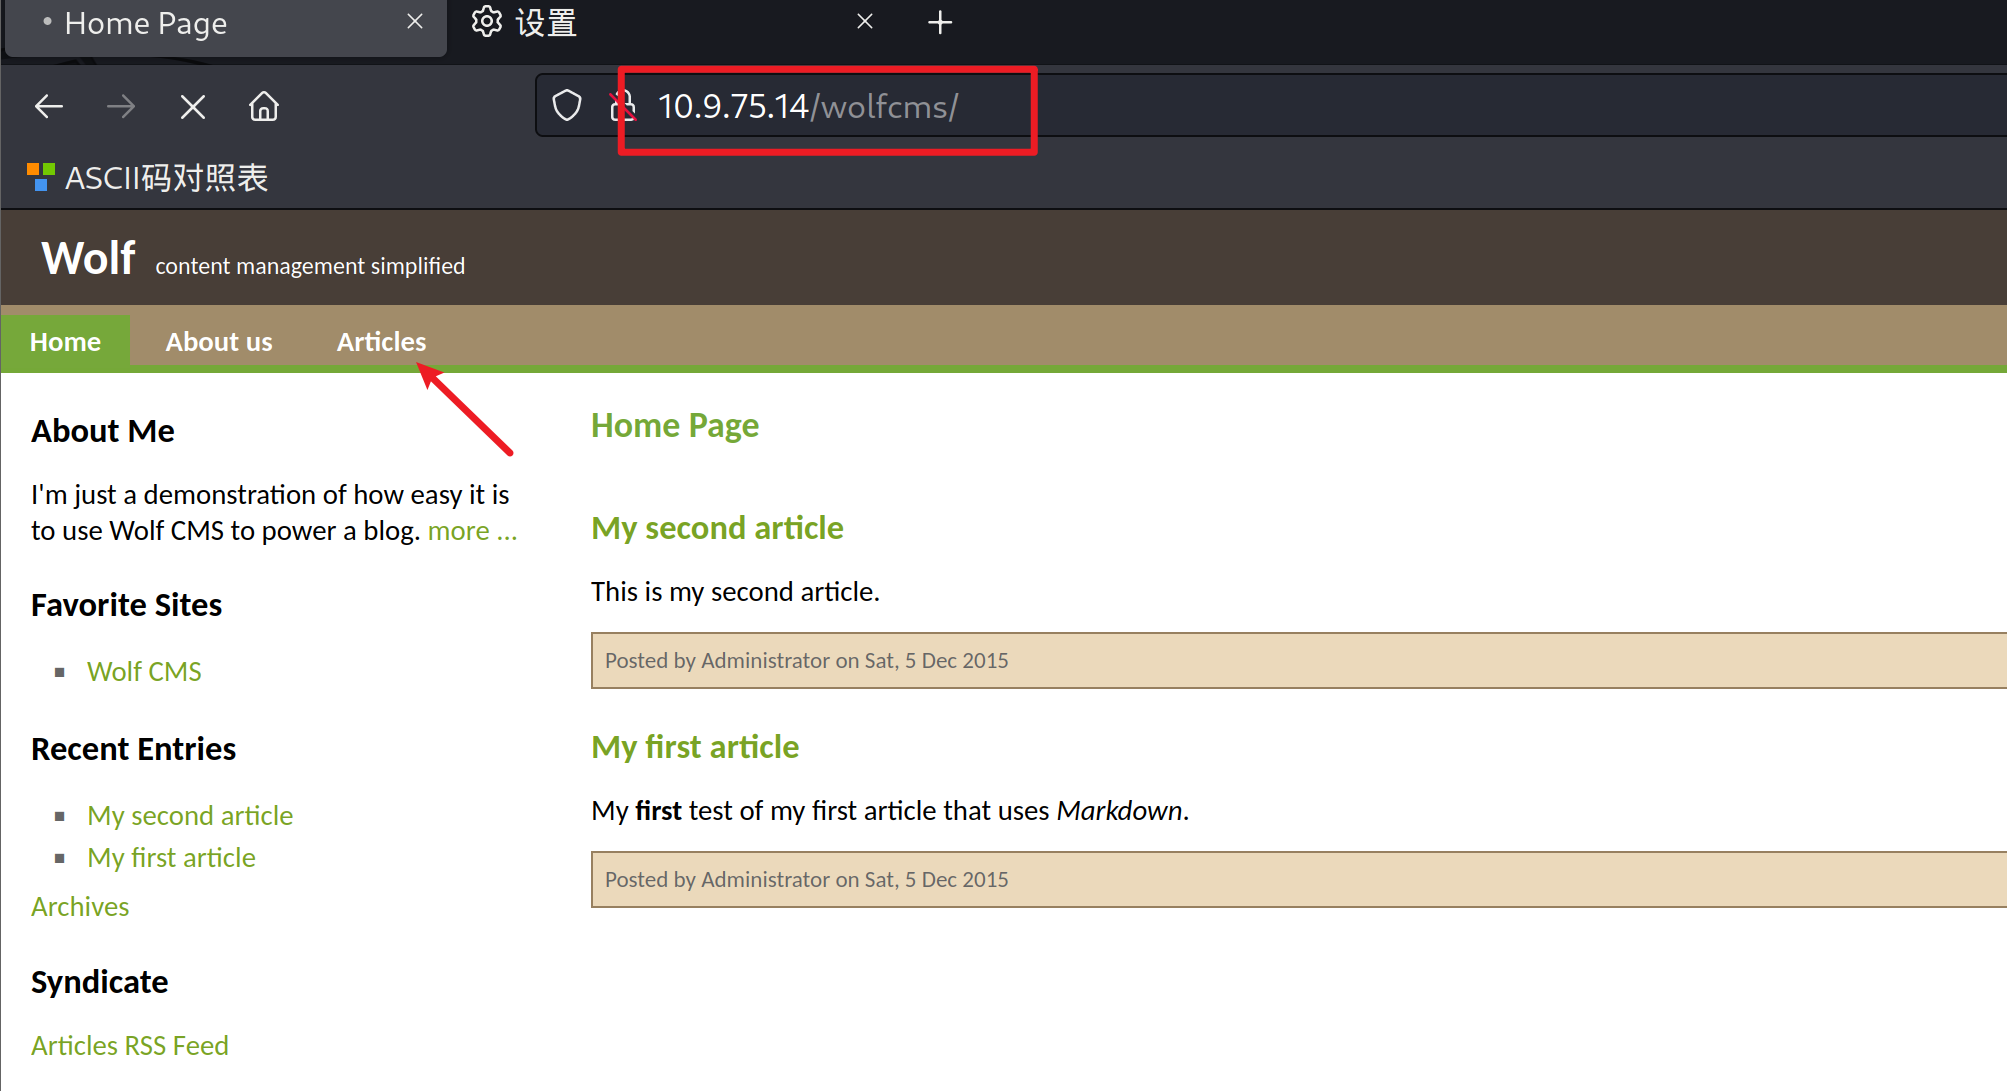 Home Page
设置
10.9.75.14/wolfcms/
ASCII码对照表
Wolf content management simplified
Home About us Articles
About Me
I'm just a demonstration of how easy it is
to use Wolf CMS to power a blog. more ...
Favorite Sites
Wolf CMS
Recent Entries
My second article
My first article
Archives
Syndicate
Articles RSS Feed
Home Page
My second article
This is my second article.
Posted by Administrator on Sat, 5 Dec 2015
My first article
My first test of my first article that uses Markdown.
Posted by Administrator on Sat, 5 Dec 2015